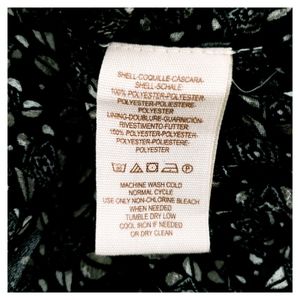 SHELL-COQUILLE-CÁSCARA-
SHELL-SCHALE:
100% POLYESTER-POLYESTER-
POLYESTER-POLIESTERE-
POLYESTER
LINING-DOUBLURE-GUARNICIÓN-
RIVESTIMENTO-FUTTER:
100% POLYESTER-POLYESTER-
POLYESTER-POLIESTERE-
POLYESTER
MACHINE WASH COLD
NORMAL CYCLE
USE ONLY NON-CHLORINE BLEACH
WHEN NEEDED
TUMBLE DRY LOW
COOL IRON IF NEEDED
OR DRY CLEAN